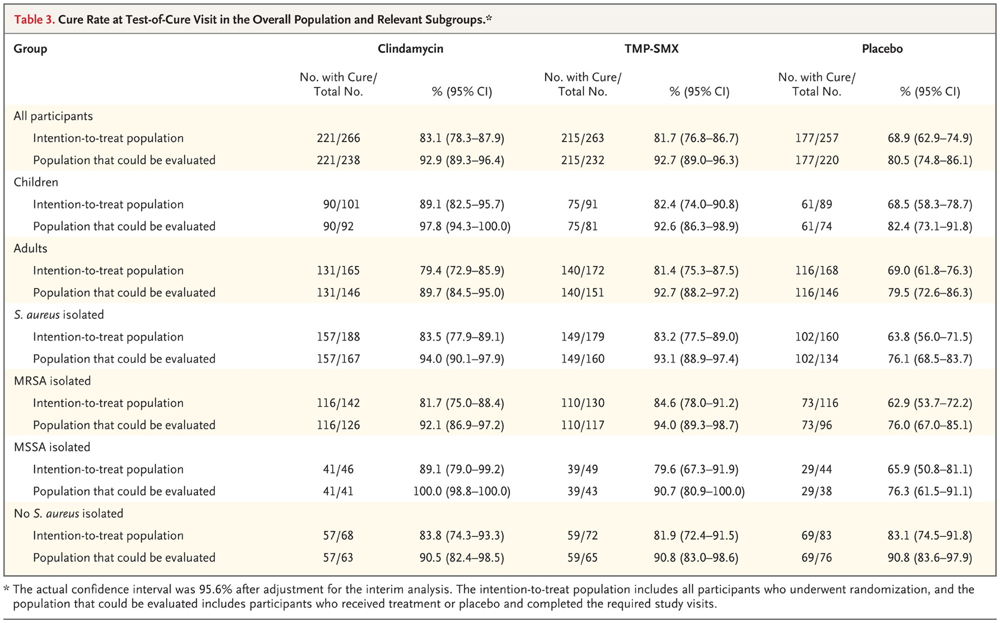 Table 3. Cure Rate at Test-of-Cure Visit in the Overall Population and Relevant Subgroups.*
Group Clindamycin TMP-SMX Placebo
No. with Cure/ No. with Cure/ No. with Cure/
Total No. % (95% CI) Total No. % (95% CI) Total No. % (95% CI)
All participants
Intention-to-treat population 221/266 83.1 (78.3–87.9) 215/263 81.7 (76.8–86.7) 177/257 68.9 (62.9–74.9)
Population that could be evaluated 221/238 92.9 (89.3–96.4) 215/232 92.7 (89.0–96.3) 177/220 80.5 (74.8–86.1)
Children
Intention-to-treat population 90/101 89.1 (82.5–95.7) 75/91 82.4 (74.0–90.8) 61/89 68.5 (58.3–78.7)
Population that could be evaluated 90/92 97.8 (94.3–100.0) 75/81 92.6 (86.3–98.9) 61/74 82.4 (73.1–91.8)
Adults
Intention-to-treat population 131/165 79.4 (72.9–85.9) 140/172 81.4 (75.3–87.5) 116/168 69.0 (61.8–76.3)
Population that could be evaluated 131/146 89.7 (84.5–95.0) 140/151 92.7 (88.2–97.2) 116/146 79.5 (72.6–86.3)
S. aureus isolated
Intention-to-treat population 157/188 83.5 (77.9–89.1) 149/179 83.2 (77.5–89.0) 102/160 63.8 (56.0–71.5)
Population that could be evaluated 157/167 94.0 (90.1–97.9) 149/160 93.1 (88.9–97.4) 102/134 76.1 (68.5–83.7)
MRSA isolated
Intention-to-treat population 116/142 81.7 (75.0–88.4) 110/130 84.6 (78.0–91.2) 73/116 62.9 (53.7–72.2)
Population that could be evaluated 116/126 92.1 (86.9–97.2) 110/117 94.0 (89.3–98.7) 73/96 76.0 (67.0–85.1)
MSSA isolated
Intention-to-treat population 41/46 89.1 (79.0–99.2) 39/49 79.6 (67.3–91.9) 29/44 65.9 (50.8–81.1)
Population that could be evaluated 41/41 100.0 (98.8–100.0) 39/43 90.7 (80.9–100.0) 29/38 76.3 (61.5–91.1)
No S. aureus isolated
Intention-to-treat population 57/68 83.8 (74.3–93.3) 59/72 81.9 (72.4–91.5) 69/83 83.1 (74.5–91.8)
Population that could be evaluated 57/63 90.5 (82.4–98.5) 59/65 90.8 (83.0–98.6) 69/76 90.8 (83.6–97.9)
* The actual confidence interval was 95.6% after adjustment for the interim analysis. The intention-to-treat population includes all participants who underwent randomization, and the
population that could be evaluated includes participants who received treatment or placebo and completed the required study visits.